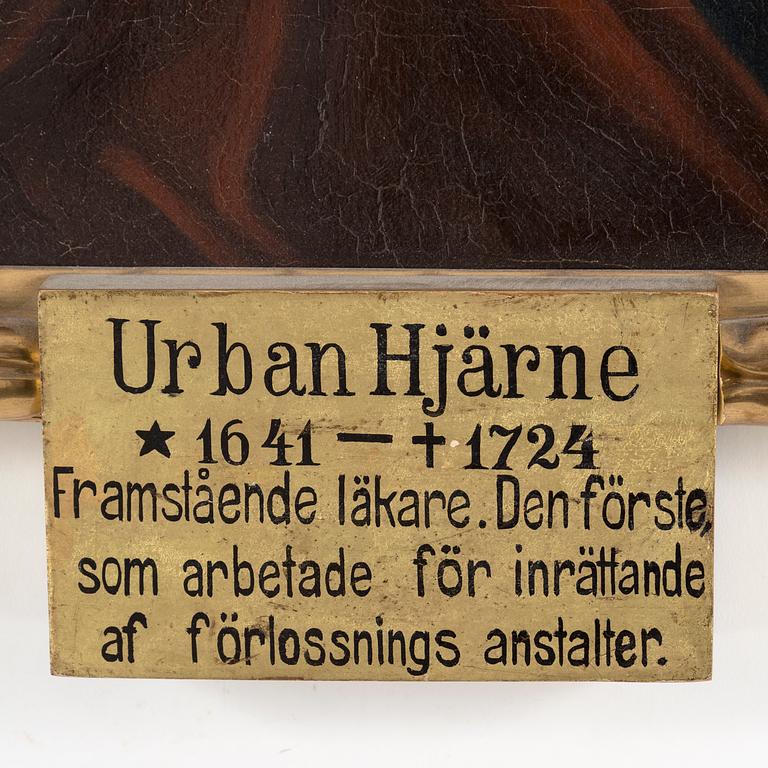 Urban Hjärne
★ 1641 — † 1724
Framstående läkare. Den förste,
som arbetade för inrättande
af förlossnings anstalter.